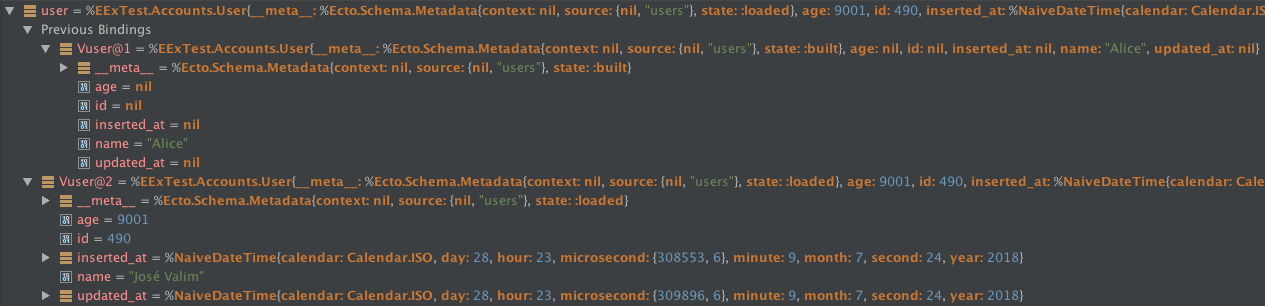 user = %EExTest.Accounts.User{__meta__: %Ecto.Schema.Metadata{context: nil, source: {nil, "users"}, state: :loaded}, age: 9001, id: 490, inserted_at: %NaiveDateTime{calendar: Calendar.IS
Previous Bindings
Vuser@1 = %EExTest.Accounts.User{__meta__: %Ecto.Schema.Metadata{context: nil, source: {nil, "users"}, state: :built}, age: nil, id: nil, inserted_at: nil, name: "Alice", updated_at: nil}
__meta__ = %Ecto.Schema.Metadata{context: nil, source: {nil, "users"}, state: :built}
age = nil
id = nil
inserted_at = nil
name = "Alice"
updated_at = nil
Vuser@2 = %EExTest.Accounts.User{__meta__: %Ecto.Schema.Metadata{context: nil, source: {nil, "users"}, state: :loaded}, age: 9001, id: 490, inserted_at: %NaiveDateTime{calendar: Cale
__meta__ = %Ecto.Schema.Metadata{context: nil, source: {nil, "users"}, state: :loaded}
age = 9001
id = 490
inserted_at = %NaiveDateTime{calendar: Calendar.ISO, day: 28, hour: 23, microsecond: {308553, 6}, minute: 9, month: 7, second: 24, year: 2018}
name = "José Valim"
updated_at = %NaiveDateTime{calendar: Calendar.ISO, day: 28, hour: 23, microsecond: {309896, 6}, minute: 9, month: 7, second: 24, year: 2018}